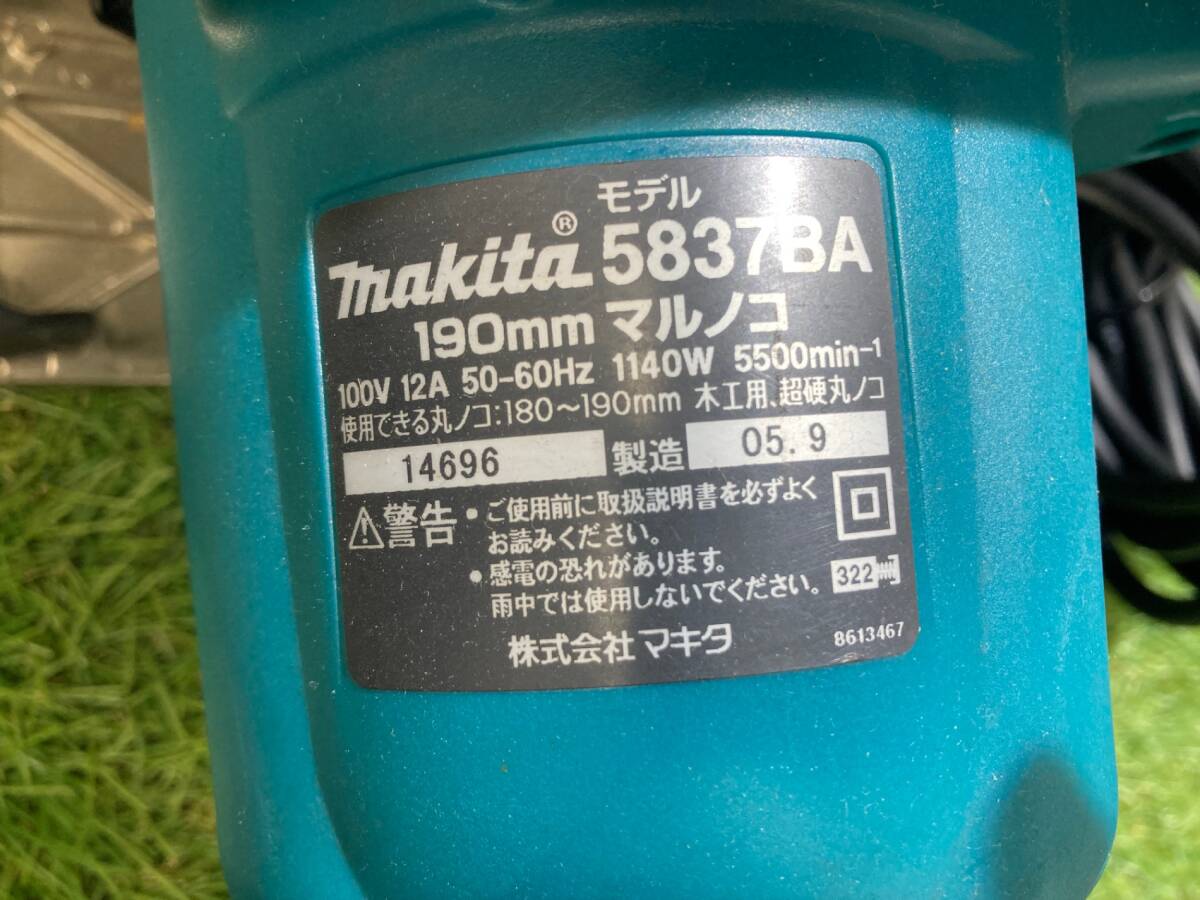 モデル
makita® 5837BA
190mm マルノコ
100V 12A 50-60Hz 1140W 5500min-1
使用できる丸ノコ:180～190mm 木工用、超硬丸ノコ
14696 製造 05.9
⚠警告 ・ご使用前に取扱説明書を必ずよく
お読みください。
・感電の恐れがあります。
雨中では使用しないでください。
322
株式会社 マキタ
8613467